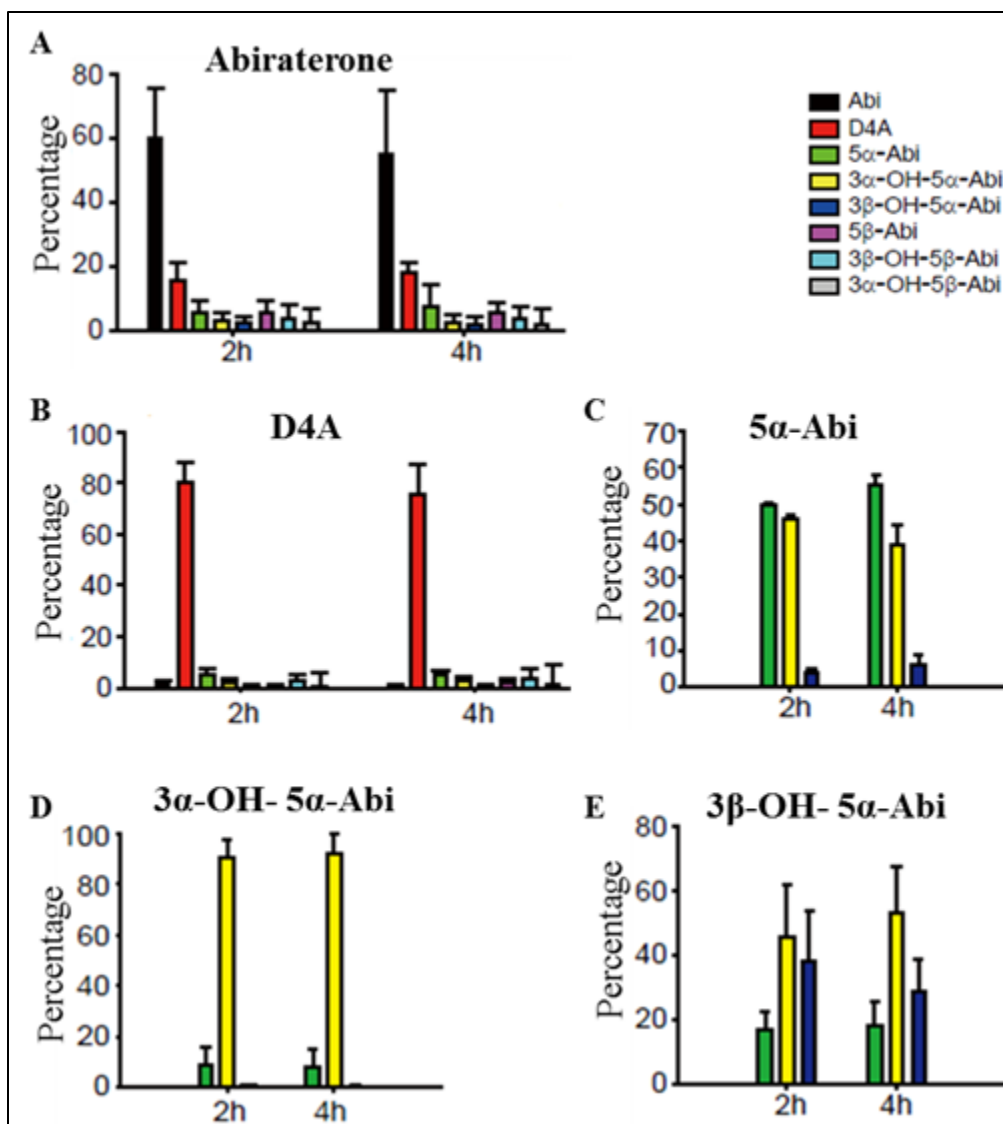 A
Abiraterone
80
60
40
20
0
Percentage
2h
4h
Abi
D4A
5α-Abi
3α-OH-5α-Abi
3β-OH-5α-Abi
5β-Abi
3β-OH-5β-Abi
3α-OH-5β-Abi
B
D4A
100
80
60
40
20
0
Percentage
2h
4h
C
5α-Abi
70
60
50
40
30
20
10
0
Percentage
2h
4h
D
3α-OH- 5α-Abi
100
80
60
40
20
0
Percentage
2h
4h
E
3β-OH- 5α-Abi
80
60
40
20
0
Percentage
2h
4h